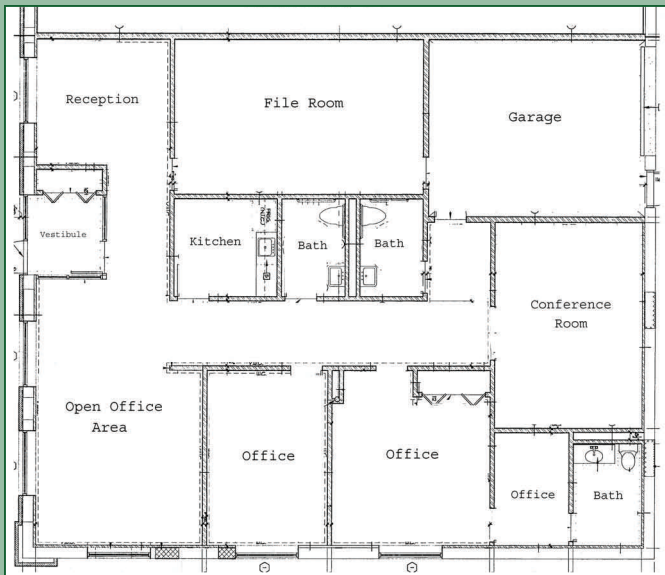 Reception
File Room
Garage
Vestibule
Kitchen
Bath
Bath
Conference
Room
Open Office
Area
Office
Office
Office
Bath